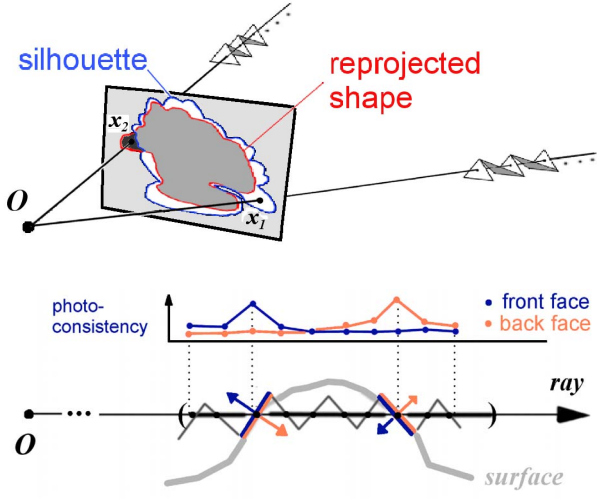 silhouette
reprojected
shape
x2
O
x1
photo-
consistency
front face
back face
ray
...
O
surface